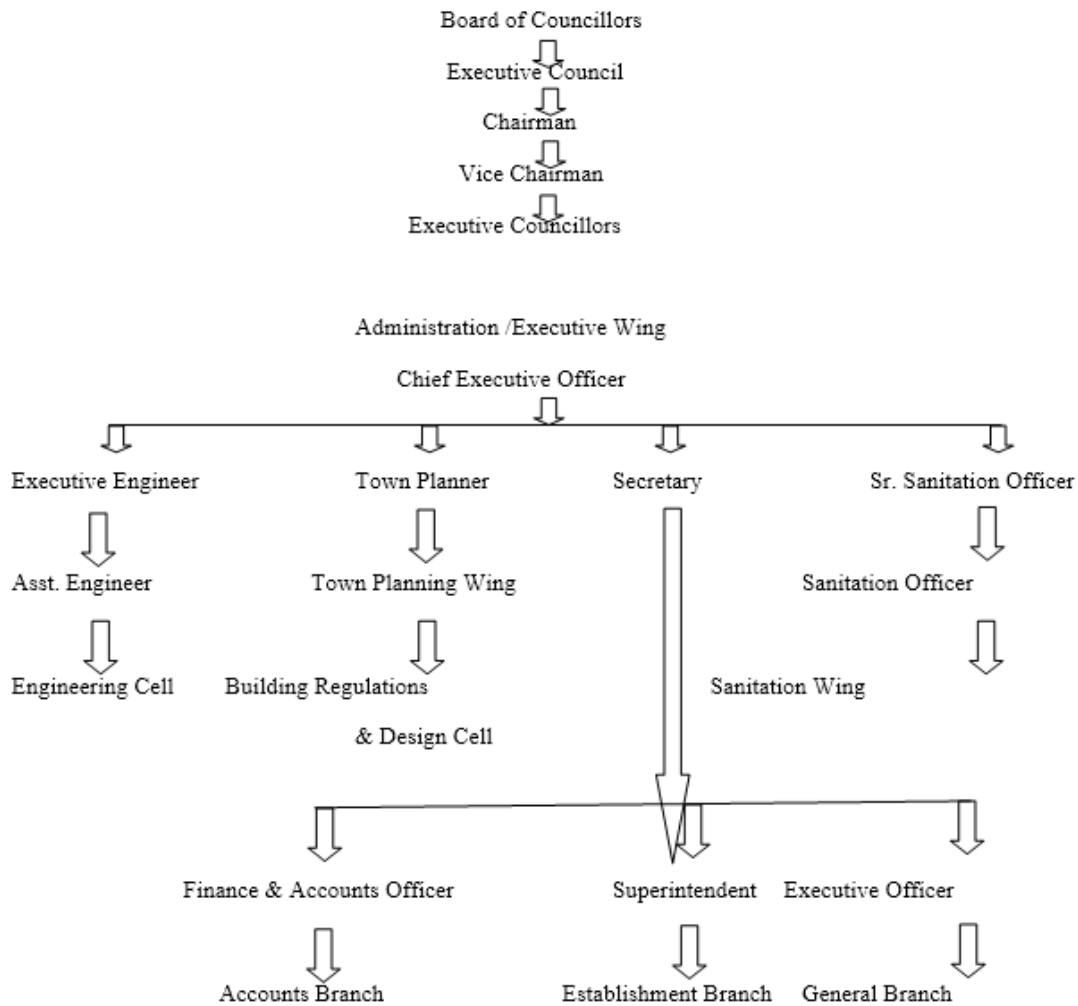 Board of Councillors
Executive Council
Chairman
Vice Chairman
Executive Councillors
Administration /Executive Wing
Chief Executive Officer
Executive Engineer Town Planner Secretary Sr. Sanitation Officer
Asst. Engineer Town Planning Wing Sanitation Officer
Engineering Cell Building Regulations Sanitation Wing
& Design Cell
Finance & Accounts Officer Superintendent Executive Officer
Accounts Branch Establishment Branch General Branch